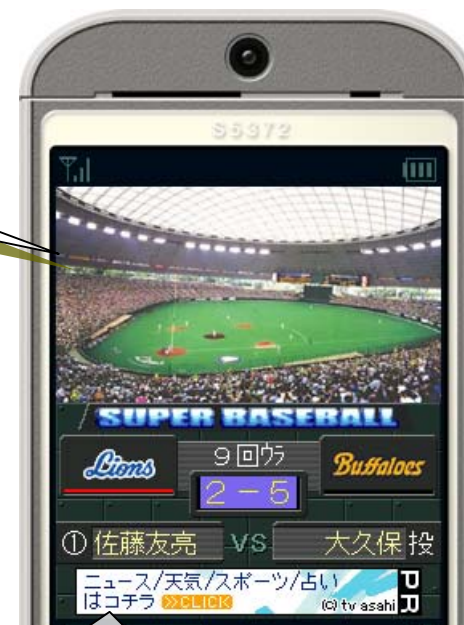 S5372
SUPER BASEBALL
Lions
9回ウラ
Buffaloes
2-5
①佐藤友亮 VS 大久保投
ニュース/天気/スポーツ/占い
はコチラ ≫CLICK
(C) tv asahi
PR